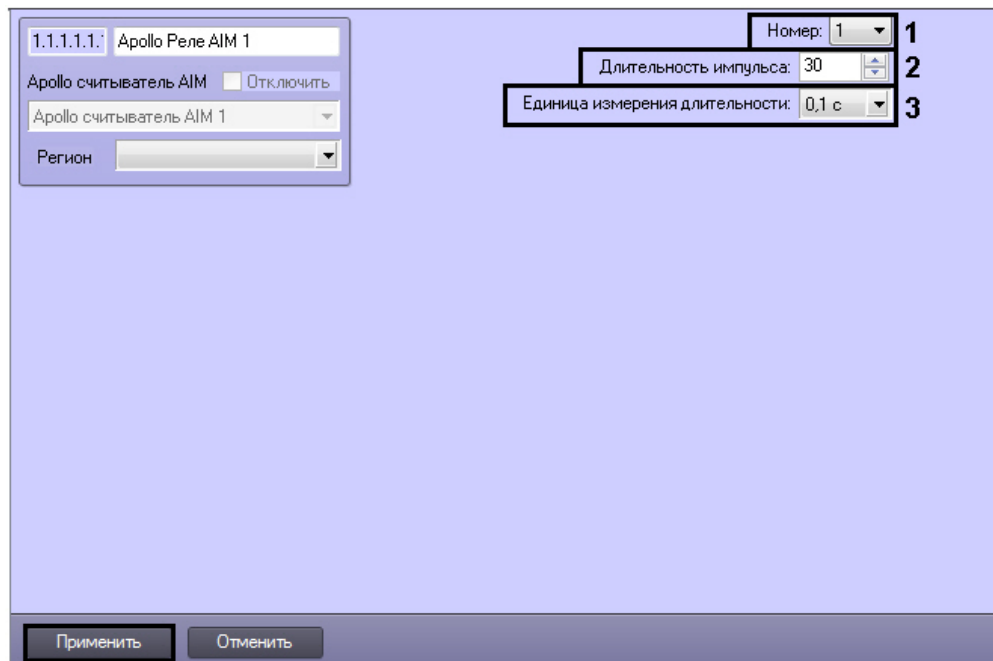 1.1.1.1.1.
Apollo Реле AIM 1
Apollo считыватель AIM
Отключить
Apollo считыватель AIM 1
Регион
Номер: 1
1
Длительность импульса: 30
2
Единица измерения длительности: 0,1 с
3
Применить
Отменить